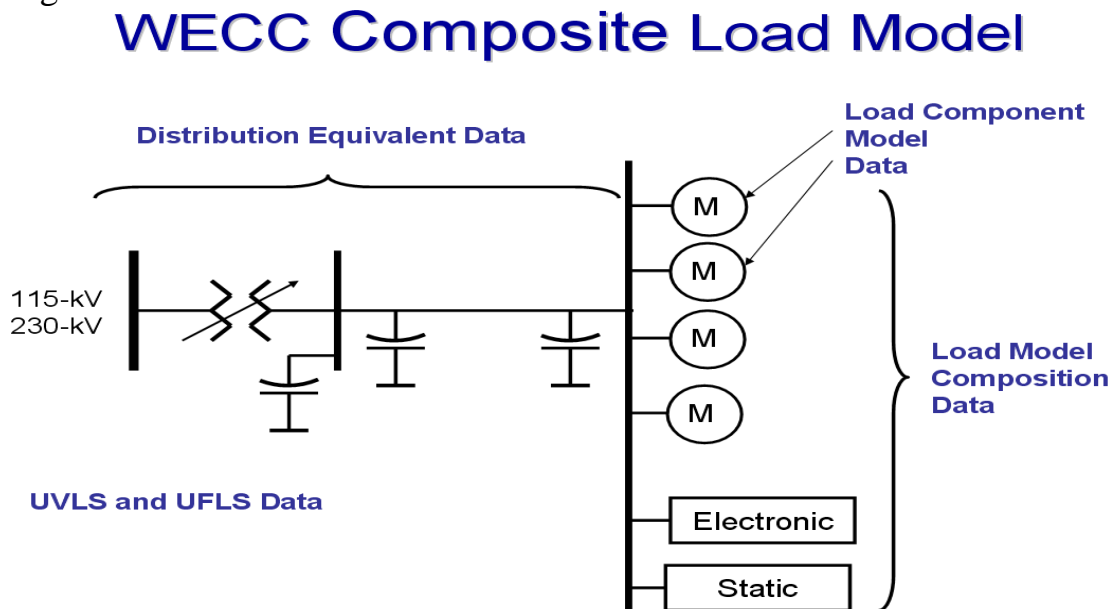 WECC Composite Load Model
Distribution Equivalent Data
Load Component
Model
Data
M
M
115-kV
230-kV
M
Load Model
Composition
Data
M
UVLS and UFLS Data
Electronic
Static